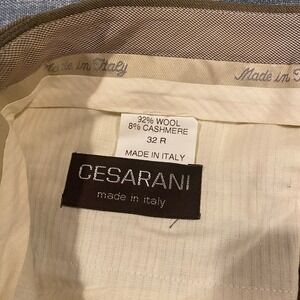 Made in Italy
Made in Italy
92% WOOL
8% CASHMERE
32 R
MADE IN ITALY
CESARANI
made in italy